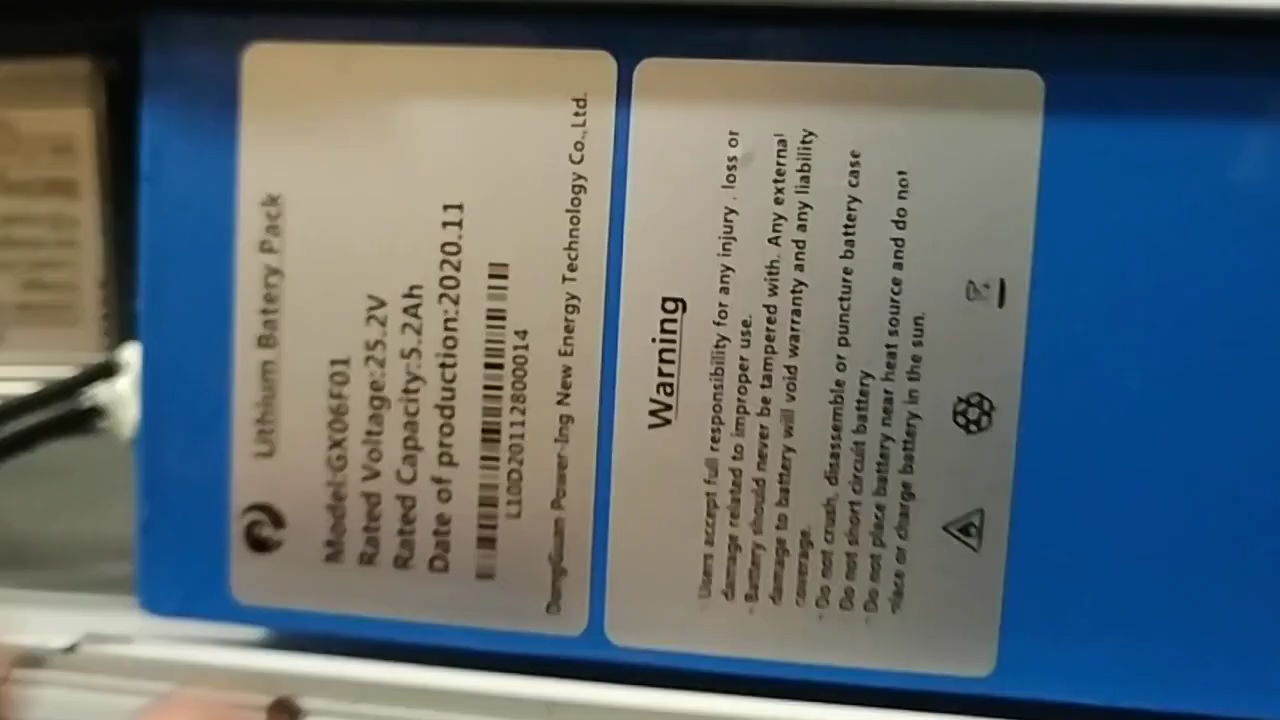 Lithium Batery Pack
Model:GX06F01
Rated Voltage:25.2V
Rated Capacity:5.2Ah
Date of production:2020.11
L10D20112800014
DongGuan Power-Ing New Energy Technology Co.,Ltd.
Warning
- Users accept full responsibility for any injury , loss or
damage related to improper use.
- Battery should never be tampered with. Any external
damage to battery will void warranty and any liability
coverage.
- Do not crush, disassemble or puncture battery case
Do not short circuit battery
- Do not place battery near heat source and do not
place or charge battery in the sun.